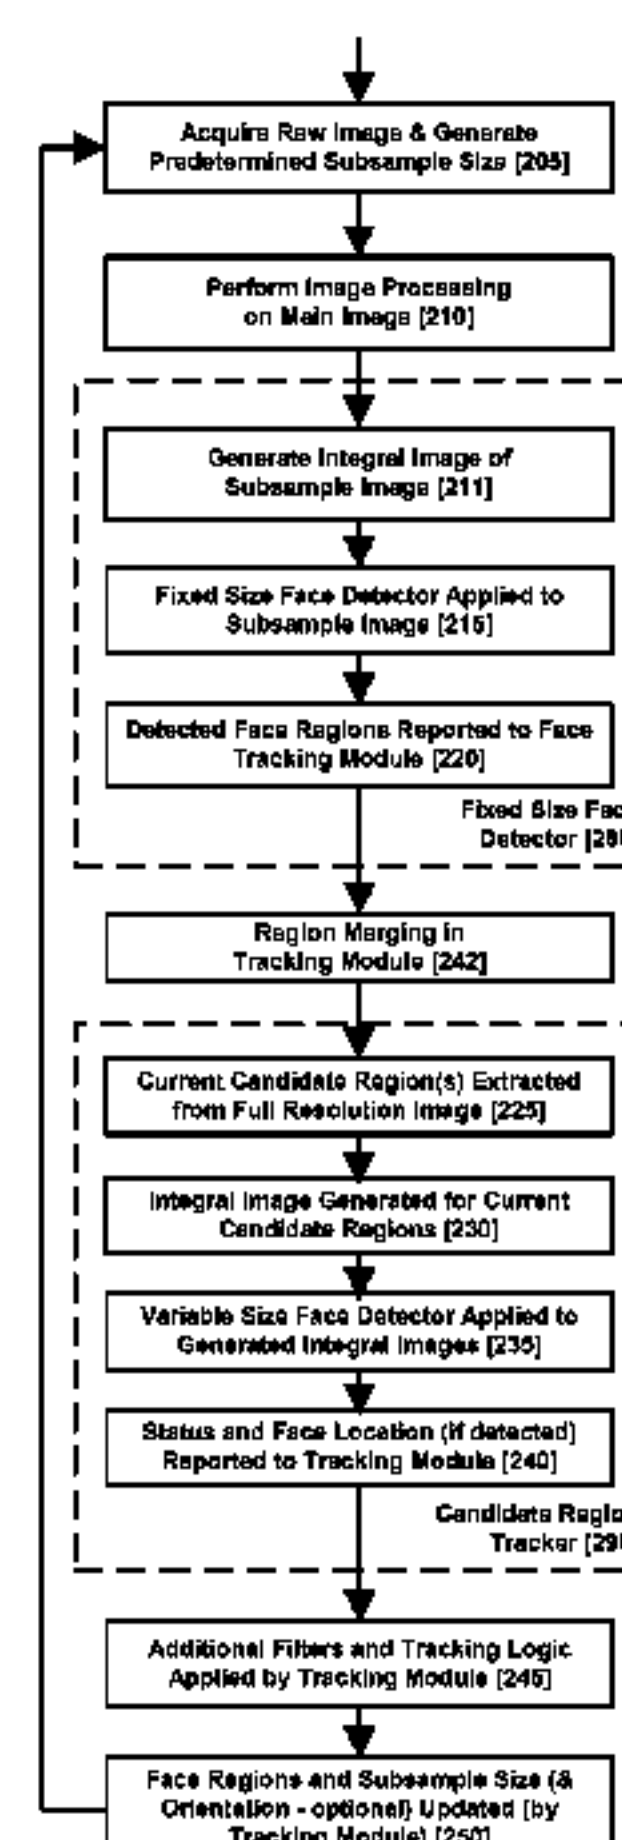 Acquire Raw Image & Generate
Predetermined Subsample Size [205]
Perform Image Processing
on Main Image [210]
Generate Integral Image of
Subsample Image [211]
Fixed Size Face Detector Applied to
Subsample Image [215]
Detected Face Regions Reported to Face
Tracking Module [220]
Fixed Size
Detector
Region Merging in
Tracking Module [242]
Current Candidate Region(s) Extracted
from Full Resolution Image [225]
Integral Image Generated for Current
Candidate Regions [230]
Variable Size Face Detector Applied to
Generated Integral Images [235]
Status and Face Location (if detected)
Reported to Tracking Module [240]
Candidate
Tracker
Additional Filters and Tracking Logic
Applied by Tracking Module [245]
Face Regions and Subsample Size (&
Orientation - optional) Updated (by
Tracking Module) [250]